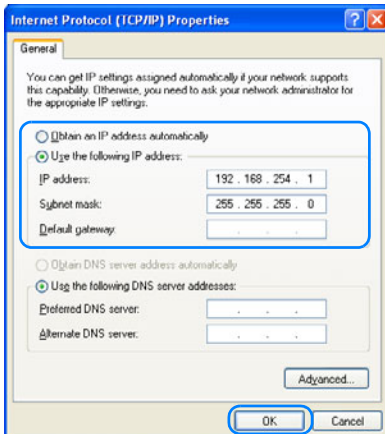 Internet Protocol (TCP/IP) Properties
General
You can get IP settings assigned automatically if your network supports
this capability. Otherwise, you need to ask your network administrator for
the appropriate IP settings.
Obtain an IP address automatically
Use the following IP address:
IP address: 192 . 168 . 254 . 1
Subnet mask: 255 . 255 . 255 . 0
Default gateway: . . .
Obtain DNS server address automatically
Use the following DNS server addresses:
Preferred DNS server: . . .
Alternate DNS server: . . .
Advanced...
OK Cancel